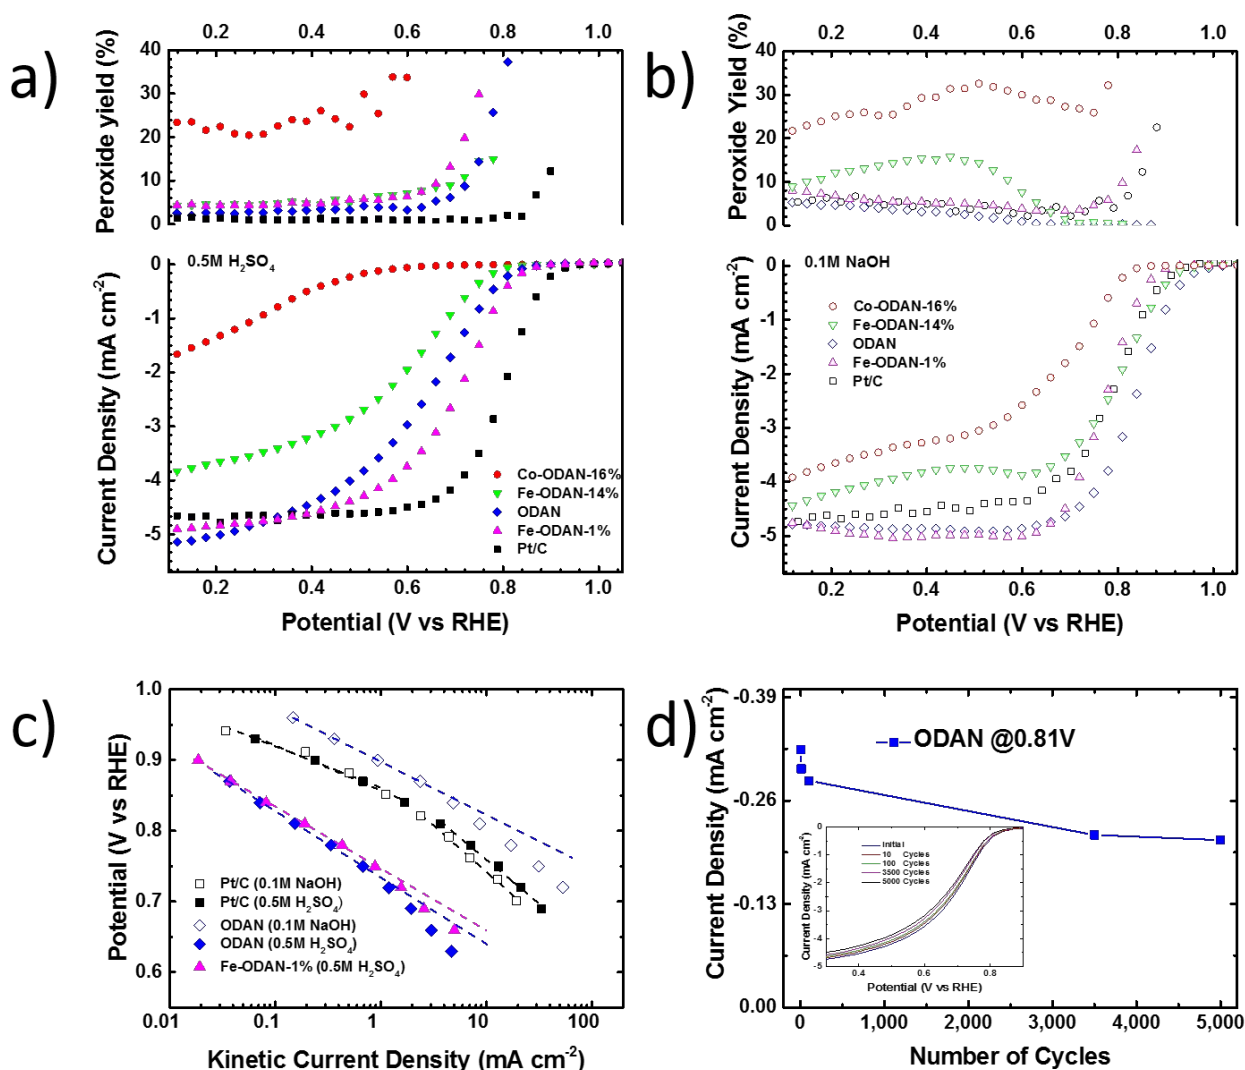 a)
0.2 0.4 0.6 0.8 1.0
Peroxide yield (%)
40
30
20
10
0
0.5M H₂SO₄
Current Density (mA cm⁻²)
0
-1
-2
-3
-4
-5
Co-ODAN-16%
Fe-ODAN-14%
ODAN
Fe-ODAN-1%
Pt/C
0.2 0.4 0.6 0.8 1.0
Potential (V vs RHE)
b)
0.2 0.4 0.6 0.8 1.0
Peroxide Yield (%)
40
30
20
10
0
0.1M NaOH
Current Density (mA cm⁻²)
0
-1
-2
-3
-4
-5
Co-ODAN-16%
Fe-ODAN-14%
ODAN
Fe-ODAN-1%
Pt/C
0.2 0.4 0.6 0.8 1.0
Potential (V vs RHE)
c)
Potential (V vs RHE)
1.0
0.9
0.8
0.7
0.6
Pt/C (0.1M NaOH)
Pt/C (0.5M H₂SO₄)
ODAN (0.1M NaOH)
ODAN (0.5M H₂SO₄)
Fe-ODAN-1% (0.5M H₂SO₄)
0.01 0.1 1 10 100
Kinetic Current Density (mA cm⁻²)
d)
Current Density (mA cm⁻²)
-0.39
-0.26
-0.13
0.00
ODAN @0.81V
Current Density (mA cm⁻²)
0
-1
-2
-3
-4
-5
Initial
10 Cycles
100 Cycles
3500 Cycles
5000 Cycles
0.4 0.6 0.8
Potential (V vs RHE)
0 1,000 2,000 3,000 4,000 5,000
Number of Cycles